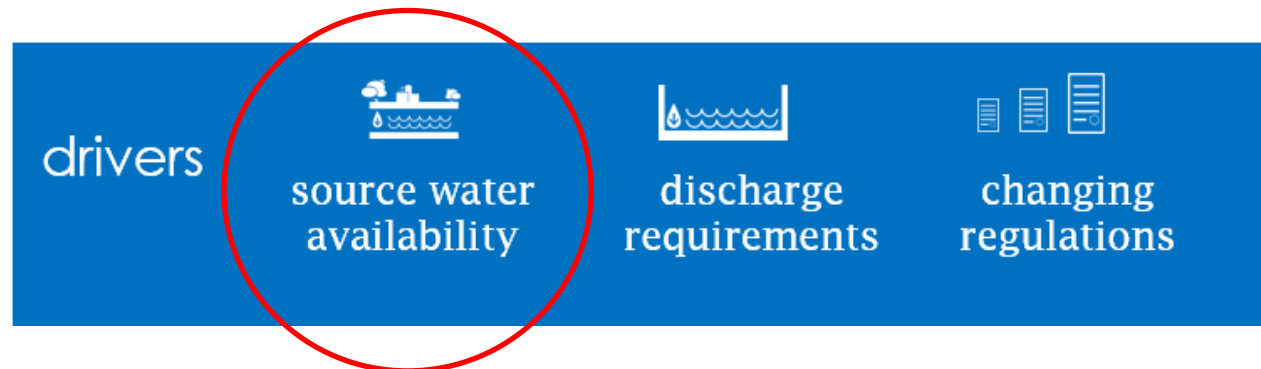 drivers
source water
availability
discharge
requirements
changing
regulations